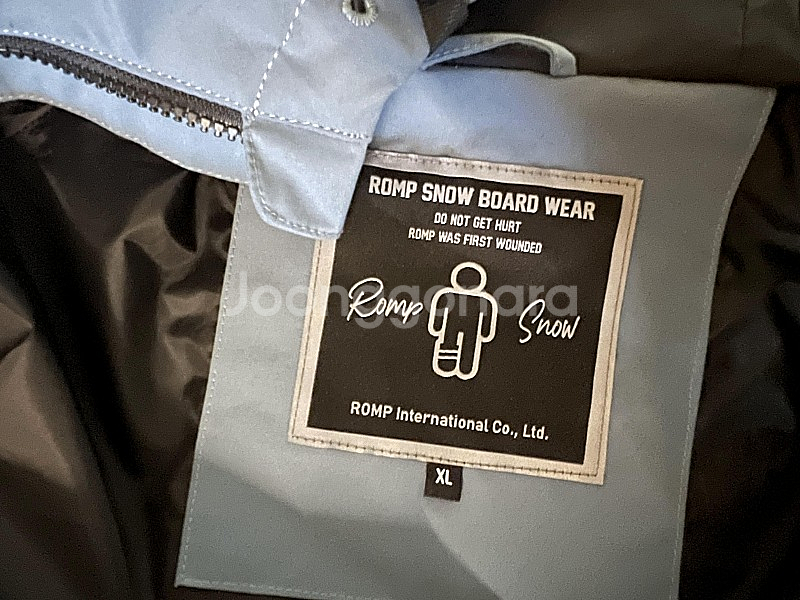 ROMP SNOW BOARD WEAR
DO NOT GET HURT
ROMP WAS FIRST WOUNDED
Joonggonara
Romp Snow
ROMP International Co., Ltd.
XL